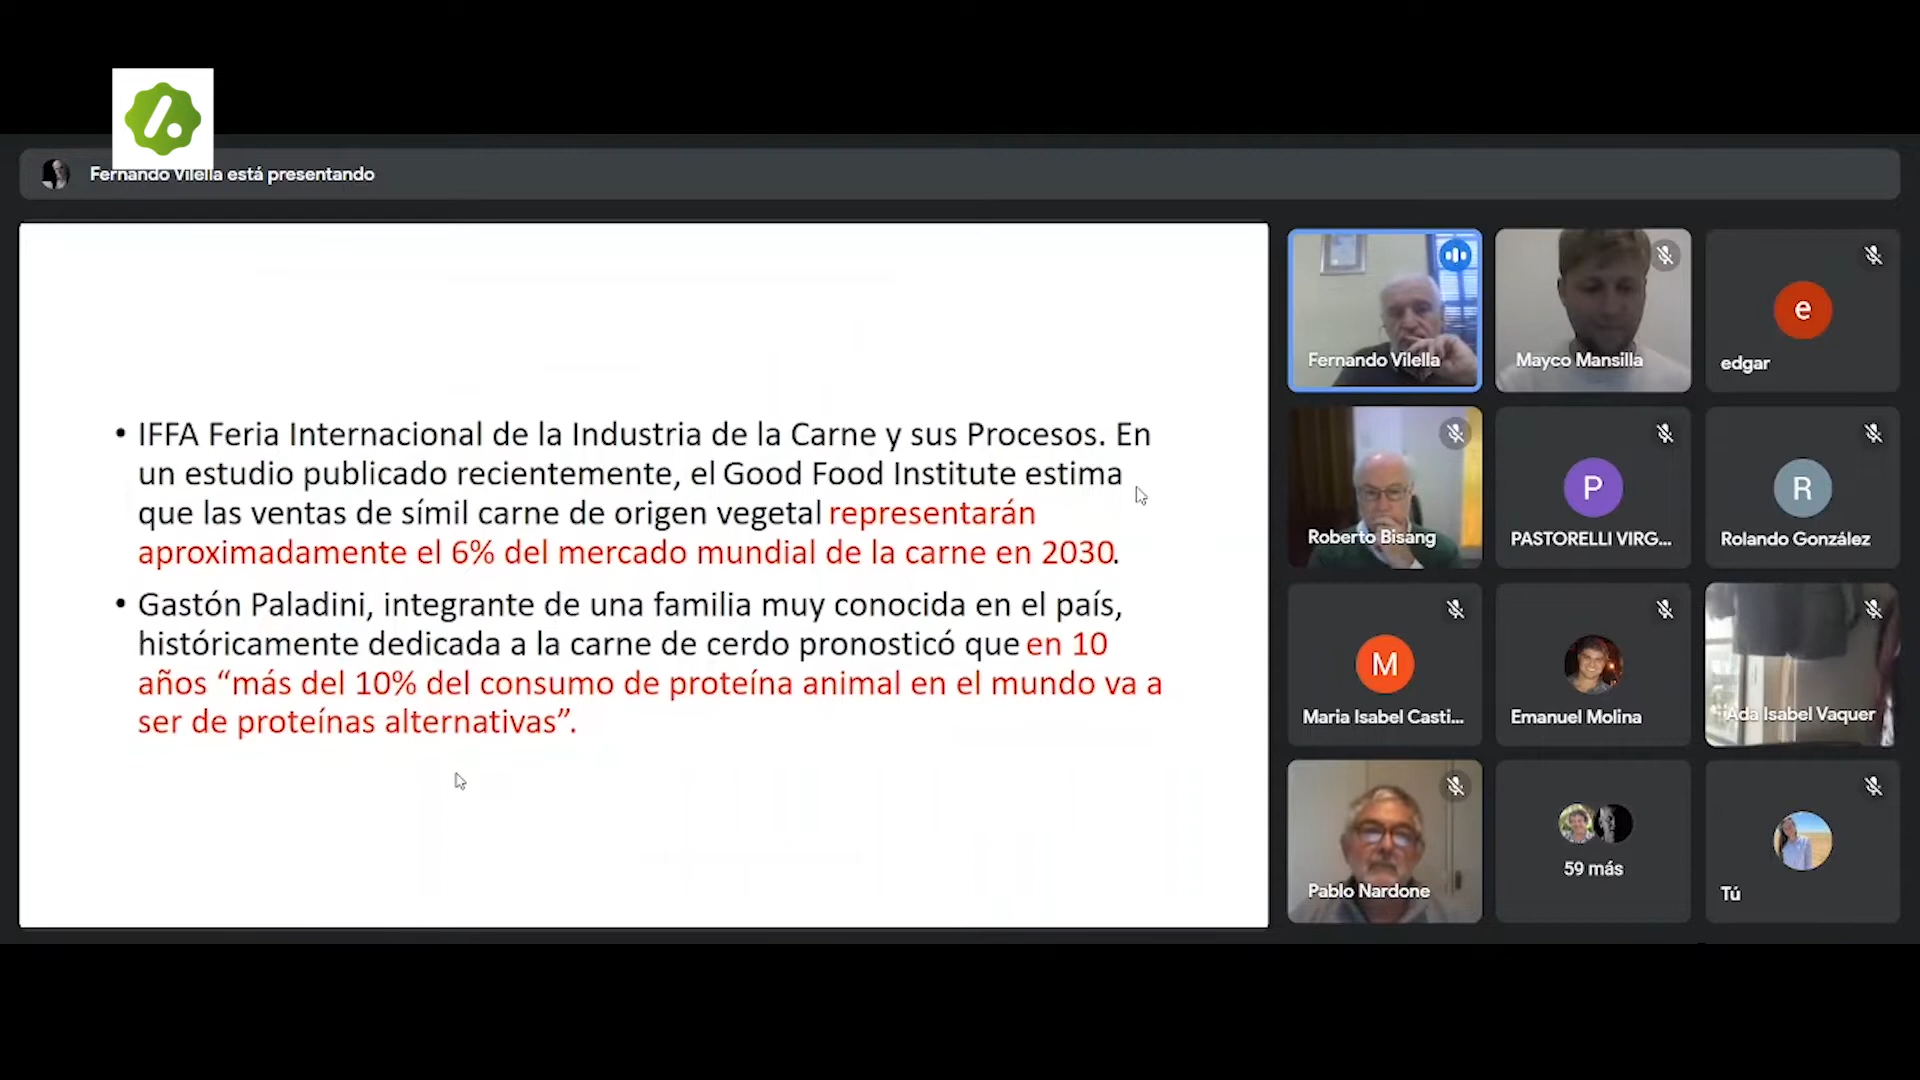 Fernando Vilella está presentando
• IFFA Feria Internacional de la Industria de la Carne y sus Procesos. En
un estudio publicado recientemente, el Good Food Institute estima
que las ventas de símil carne de origen vegetal representarán
aproximadamente el 6% del mercado mundial de la carne en 2030.
• Gastón Paladini, integrante de una familia muy conocida en el país,
históricamente dedicada a la carne de cerdo pronosticó que en 10
años “más del 10% del consumo de proteína animal en el mundo va a
ser de proteínas alternativas”.
Fernando Vilella
Mayco Mansilla
e
edgar
Roberto Bisang
P
PASTORELLI VIRG...
R
Rolando González
M
Maria Isabel Casti...
Emanuel Molina
Ada Isabel Vaquer
Pablo Nardone
59 más
Tú